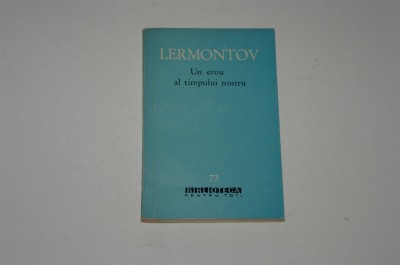 LERMONTOV
Un erou
al timpului nostru
73
BIBLIOTECA
PENTRU TOȚI